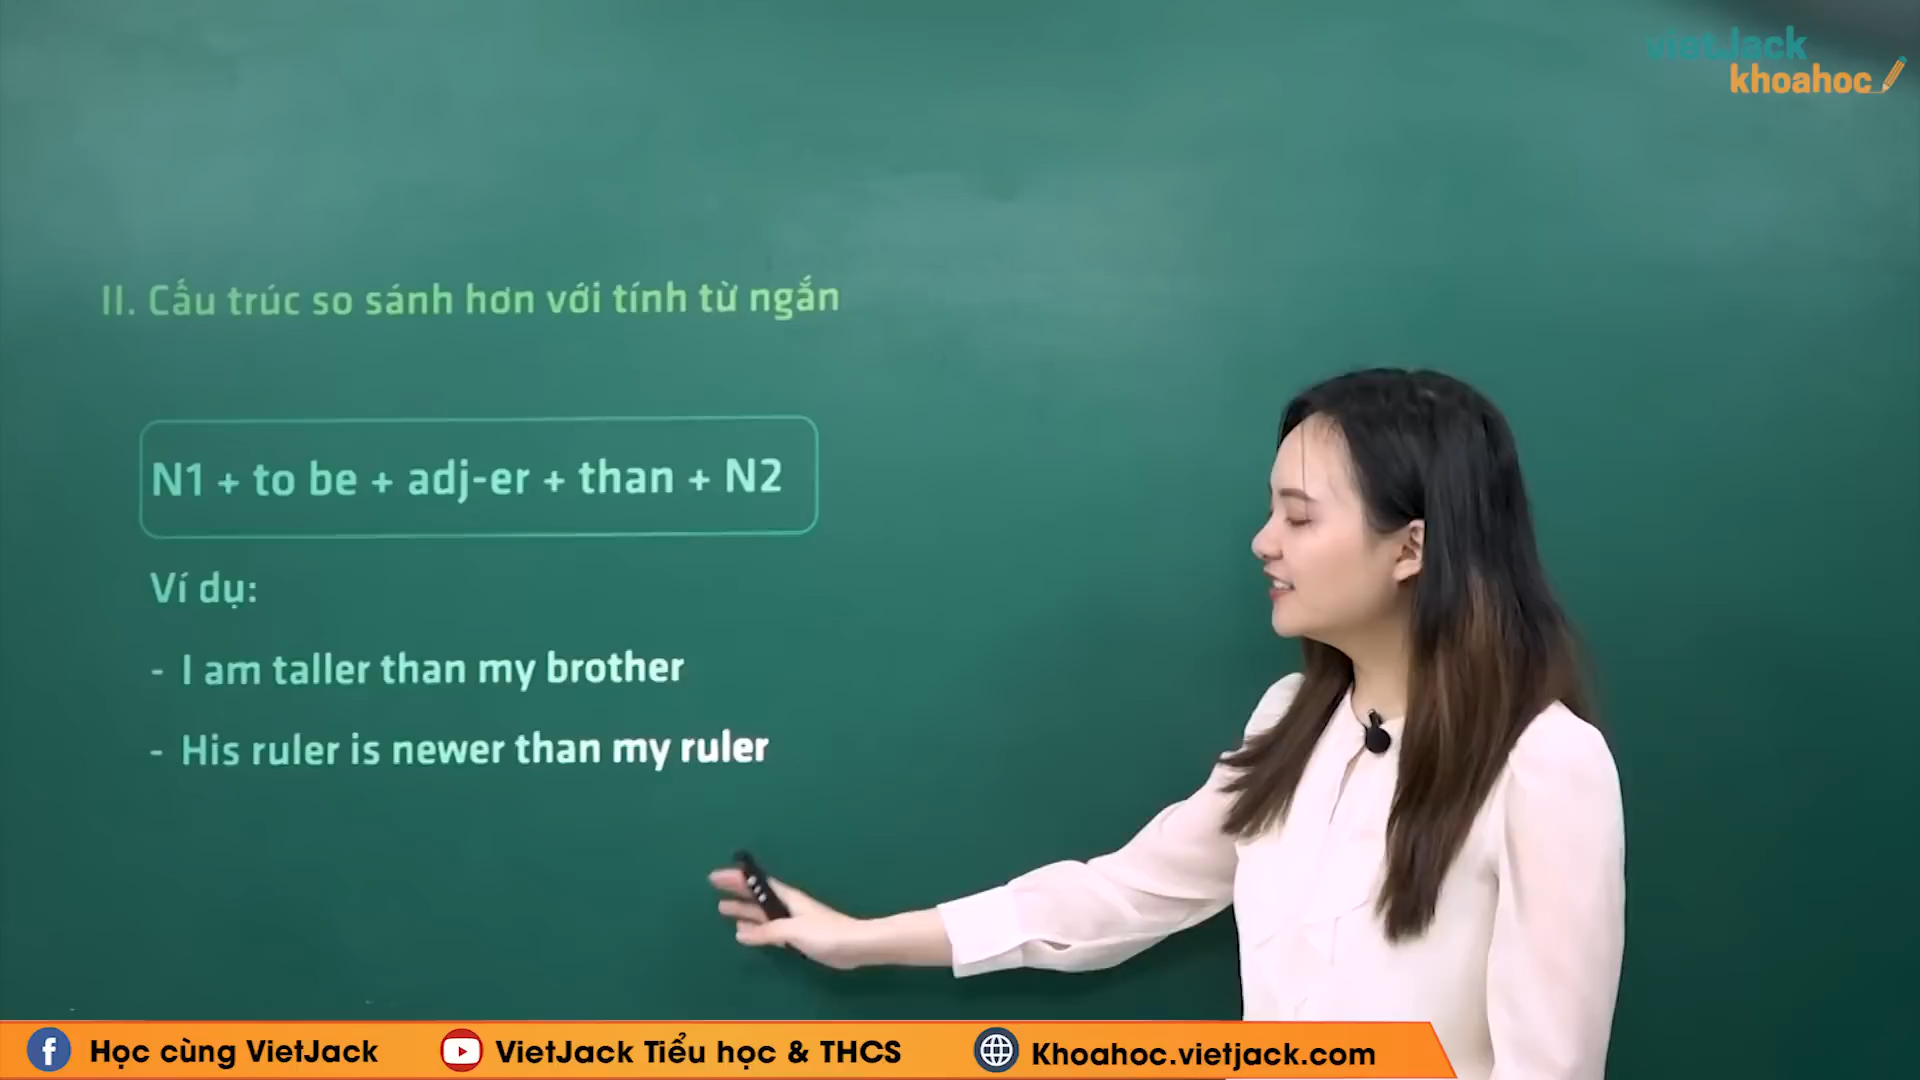 vietJack
khoahoc
II. Cấu trúc so sánh hơn với tính từ ngắn
N1 + to be + adj-er + than + N2
Ví dụ:
- I am taller than my brother
- His ruler is newer than my ruler
Học cùng VietJack
VietJack Tiểu học & THCS
Khoahoc.vietjack.com